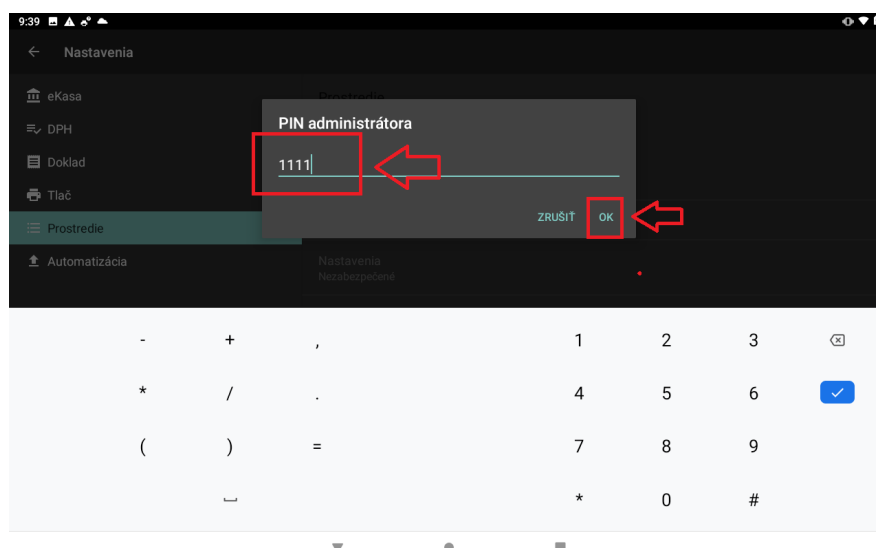 9:39
Nastavenia
eKasa
DPH
Doklad
Tlač
Prostredie
Automatizácia
Prostredie
PIN administrátora
1111
ZRUŠIŤ OK
Nastavenia
Nezabezpečené
- + , 1 2 3
* / . 4 5 6
( ) = 7 8 9
* 0 #